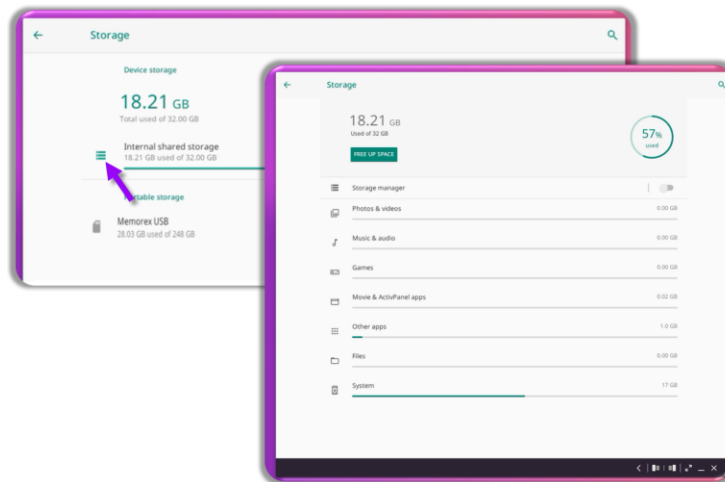 Storage
Device storage
18.21 GB
Total used of 32.00 GB
Internal shared storage
18.21 GB used of 32.00 GB
Portable storage
Memorex USB
28.03 GB used of 248 GB
Storage
18.21 GB
Used of 32 GB
FREE UP SPACE
57%
used
Storage manager
Photos & videos 0.00 GB
Music & audio 0.00 GB
Games 0.00 GB
Movie & ActivPanel apps 0.02 GB
Other apps 1.0 GB
Files 0.00 GB
System 17 GB